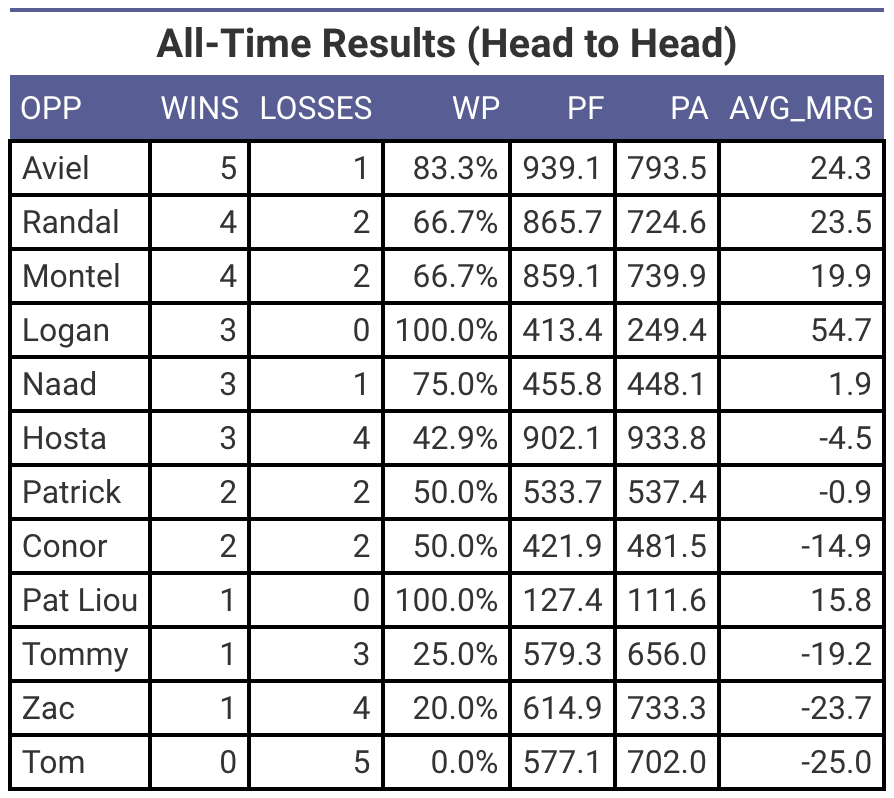 All-Time Results (Head to Head)
OPP WINS LOSSES WP PF PA AVG_MRG
Aviel 5 1 83.3% 939.1 793.5 24.3
Randal 4 2 66.7% 865.7 724.6 23.5
Montel 4 2 66.7% 859.1 739.9 19.9
Logan 3 0 100.0% 413.4 249.4 54.7
Naad 3 1 75.0% 455.8 448.1 1.9
Hosta 3 4 42.9% 902.1 933.8 -4.5
Patrick 2 2 50.0% 533.7 537.4 -0.9
Conor 2 2 50.0% 421.9 481.5 -14.9
Pat Liou 1 0 100.0% 127.4 111.6 15.8
Tommy 1 3 25.0% 579.3 656.0 -19.2
Zac 1 4 20.0% 614.9 733.3 -23.7
Tom 0 5 0.0% 577.1 702.0 -25.0